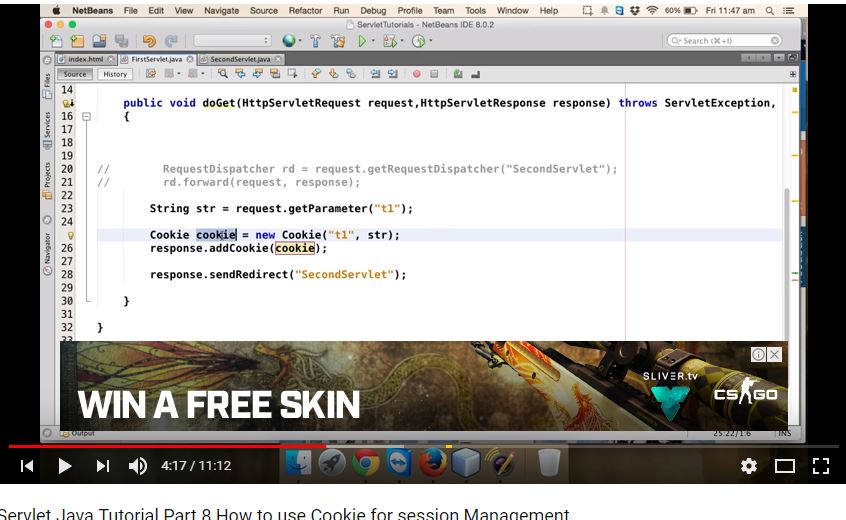 NetBeans File Edit View Navigate Source Refactor Run Debug Profile Team Tools Window Help 60% Fri 11:47 am
ServletTutorials - NetBeans IDE 8.0.2
Search (⌘+I)
index.html FirstServlet.java SecondServlet.java
Source History
Files
Services
Projects
Navigator
14
public void doGet(HttpServletRequest request,HttpServletResponse response) throws ServletException,
16 {
17
18
19
20 // RequestDispatcher rd = request.getRequestDispatcher("SecondServlet");
21 // rd.forward(request, response);
22
23 String str = request.getParameter("t1");
24
Cookie cookie = new Cookie("t1", str);
26 response.addCookie(cookie);
27
28 response.sendRedirect("SecondServlet");
29
30 }
31
32 }
33
WIN A FREE SKIN
SLIVER.tv
CS GO
Output 25:22/1:6 INS
4:17 / 11:12
Servlet Java Tutorial Part 8 How to use Cookie for session Management